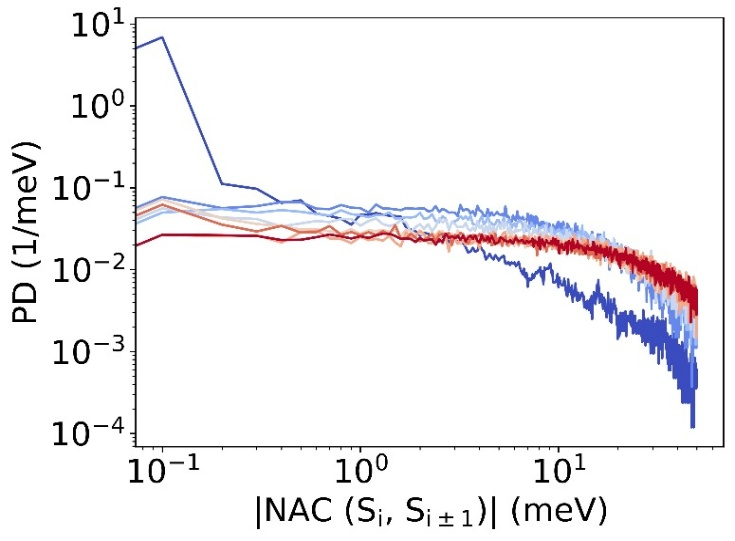 10¹
10⁰
10⁻¹
10⁻²
10⁻³
10⁻⁴
PD (1/meV)
10⁻¹ 10⁰ 10¹
|NAC (Sᵢ, Sᵢ ± ₁)| (meV)